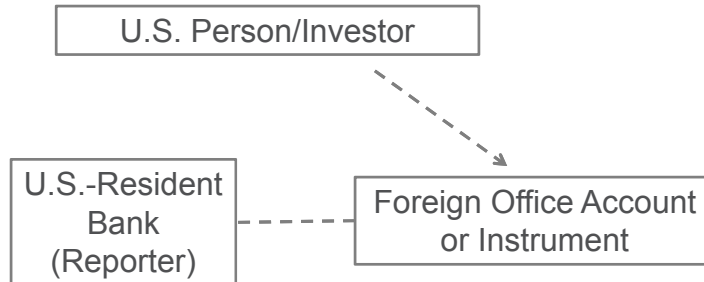 U.S. Person/Investor
U.S.-Resident
Bank
(Reporter)
Foreign Office Account
or Instrument